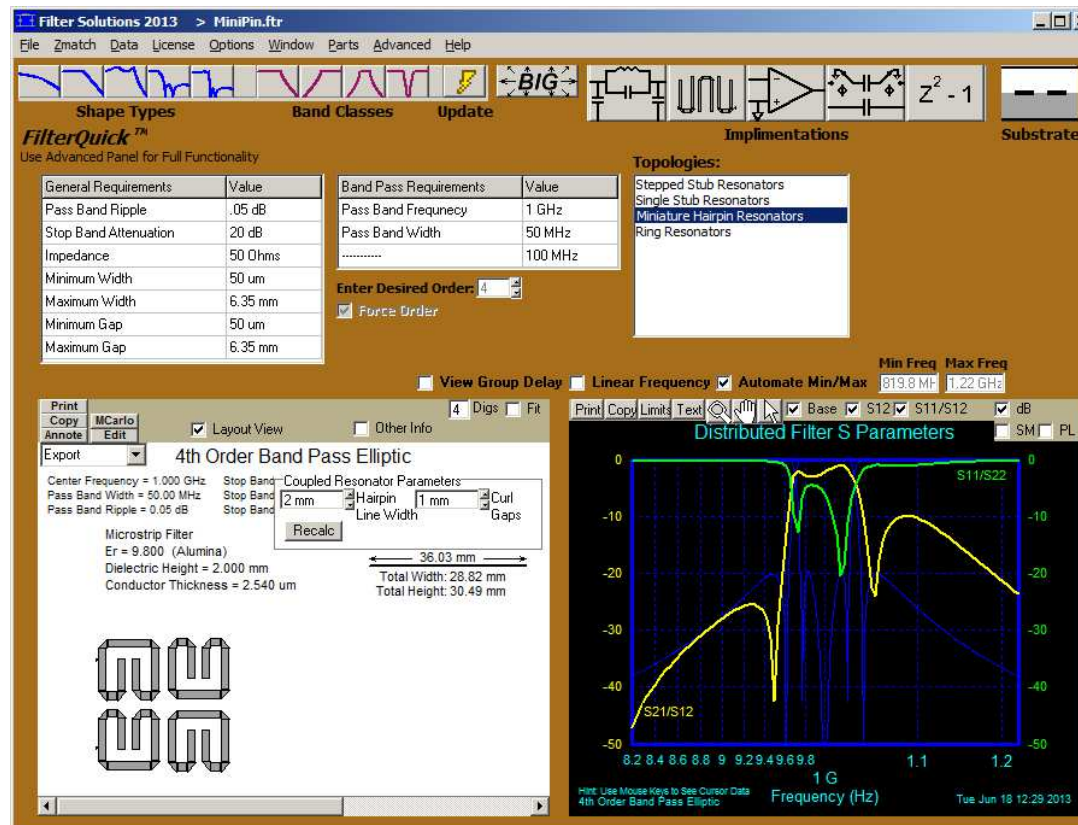 Filter Solutions 2013 > MiniPin.ftr
File Zmatch Data License Options Window Parts Advanced Help
BIG
Z² - 1
Shape Types Band Classes Update
Implimentations Substrate
FilterQuick ™
Use Advanced Panel for Full Functionality
Topologies:
General Requirements Value
Pass Band Ripple .05 dB
Stop Band Attenuation 20 dB
Impedance 50 Ohms
Minimum Width 50 um
Maximum Width 6.35 mm
Minimum Gap 50 um
Maximum Gap 6.35 mm
Band Pass Requirements Value
Pass Band Frequnecy 1 GHz
Pass Band Width 50 MHz
----------- 100 MHz
Enter Desired Order: 4
Force Order
Stepped Stub Resonators
Single Stub Resonators
Miniature Hairpin Resonators
Ring Resonators
Min Freq Max Freq
View Group Delay Linear Frequency Automate Min/Max 819.8 MH 1.22 GHz
Print
Copy MCarlo
Annote Edit
Layout View Other Info
4 Digs Fit
Export
4th Order Band Pass Elliptic
Center Frequency = 1.000 GHz Stop Band
Pass Band Width = 50.00 MHz Stop Band
Pass Band Ripple = 0.05 dB Stop Band
Coupled Resonator Parameters
2 mm Hairpin Line Width 1 mm Curl Gaps
Recalc
Microstrip Filter
Er = 9.800 (Alumina)
Dielectric Height = 2.000 mm
Conductor Thickness = 2.540 um
36.03 mm
Total Width: 28.82 mm
Total Height: 30.49 mm
Print Copy Limits Text Base S12 S11/S12 dB
SM PL
Distributed Filter S Parameters
S11/S22
0
-10
-20
-30
-40
-50
0
-10
-20
-30
-40
-50
S21/S12
8.2 8.4 8.6 8.8 9 9.2 9.4 9.6 9.8 1.1 1.2
1 G
Frequency (Hz)
Hint: Use Mouse Keys to See Cursor Data
4th Order Band Pass Elliptic
Tue Jun 18 12:29 2013